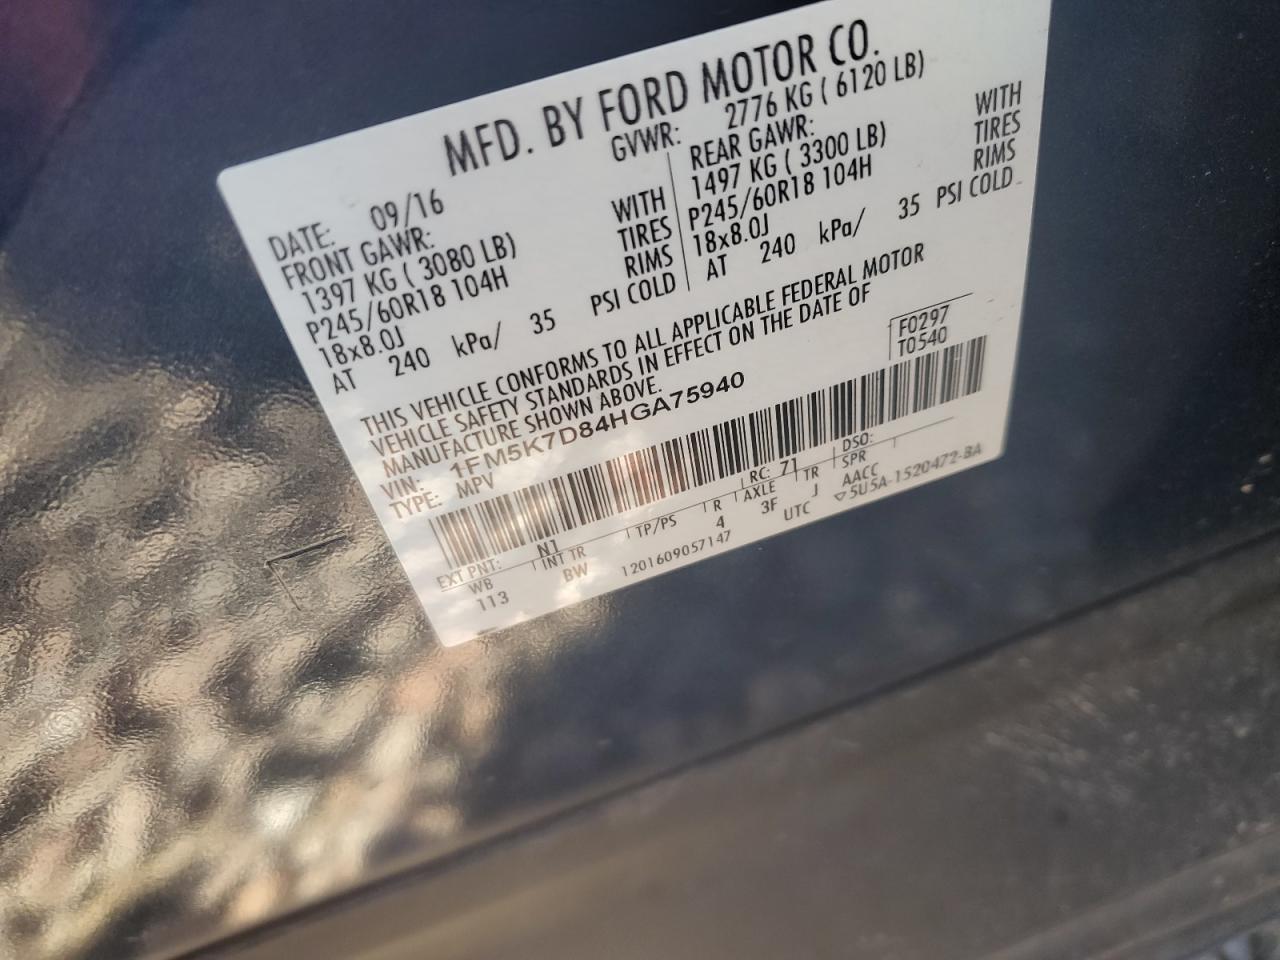 MFD. BY FORD MOTOR CO.
DATE: 09/16 GVWR: 2776 KG ( 6120 LB)
FRONT GAWR: REAR GAWR:
1397 KG ( 3080 LB) WITH 1497 KG ( 3300 LB) WITH
P245/60R18 104H TIRES P245/60R18 104H TIRES
18x8.0J RIMS 18x8.0J RIMS
AT 240 kPa/ 35 PSI COLD AT 240 kPa/ 35 PSI COLD
THIS VEHICLE CONFORMS TO ALL APPLICABLE FEDERAL MOTOR
VEHICLE SAFETY STANDARDS IN EFFECT ON THE DATE OF
MANUFACTURE SHOWN ABOVE.
F0297
T0540
VIN: 1FM5K7D84HGA75940
TYPE: MPV
EXT PNT: N1 RC: 71 DSO:
WB INT TR TP/PS R AXLE TR SPR
113 BW 4 3F J AACC
1201609057147 UTC ▽5U5A-1520472-BA